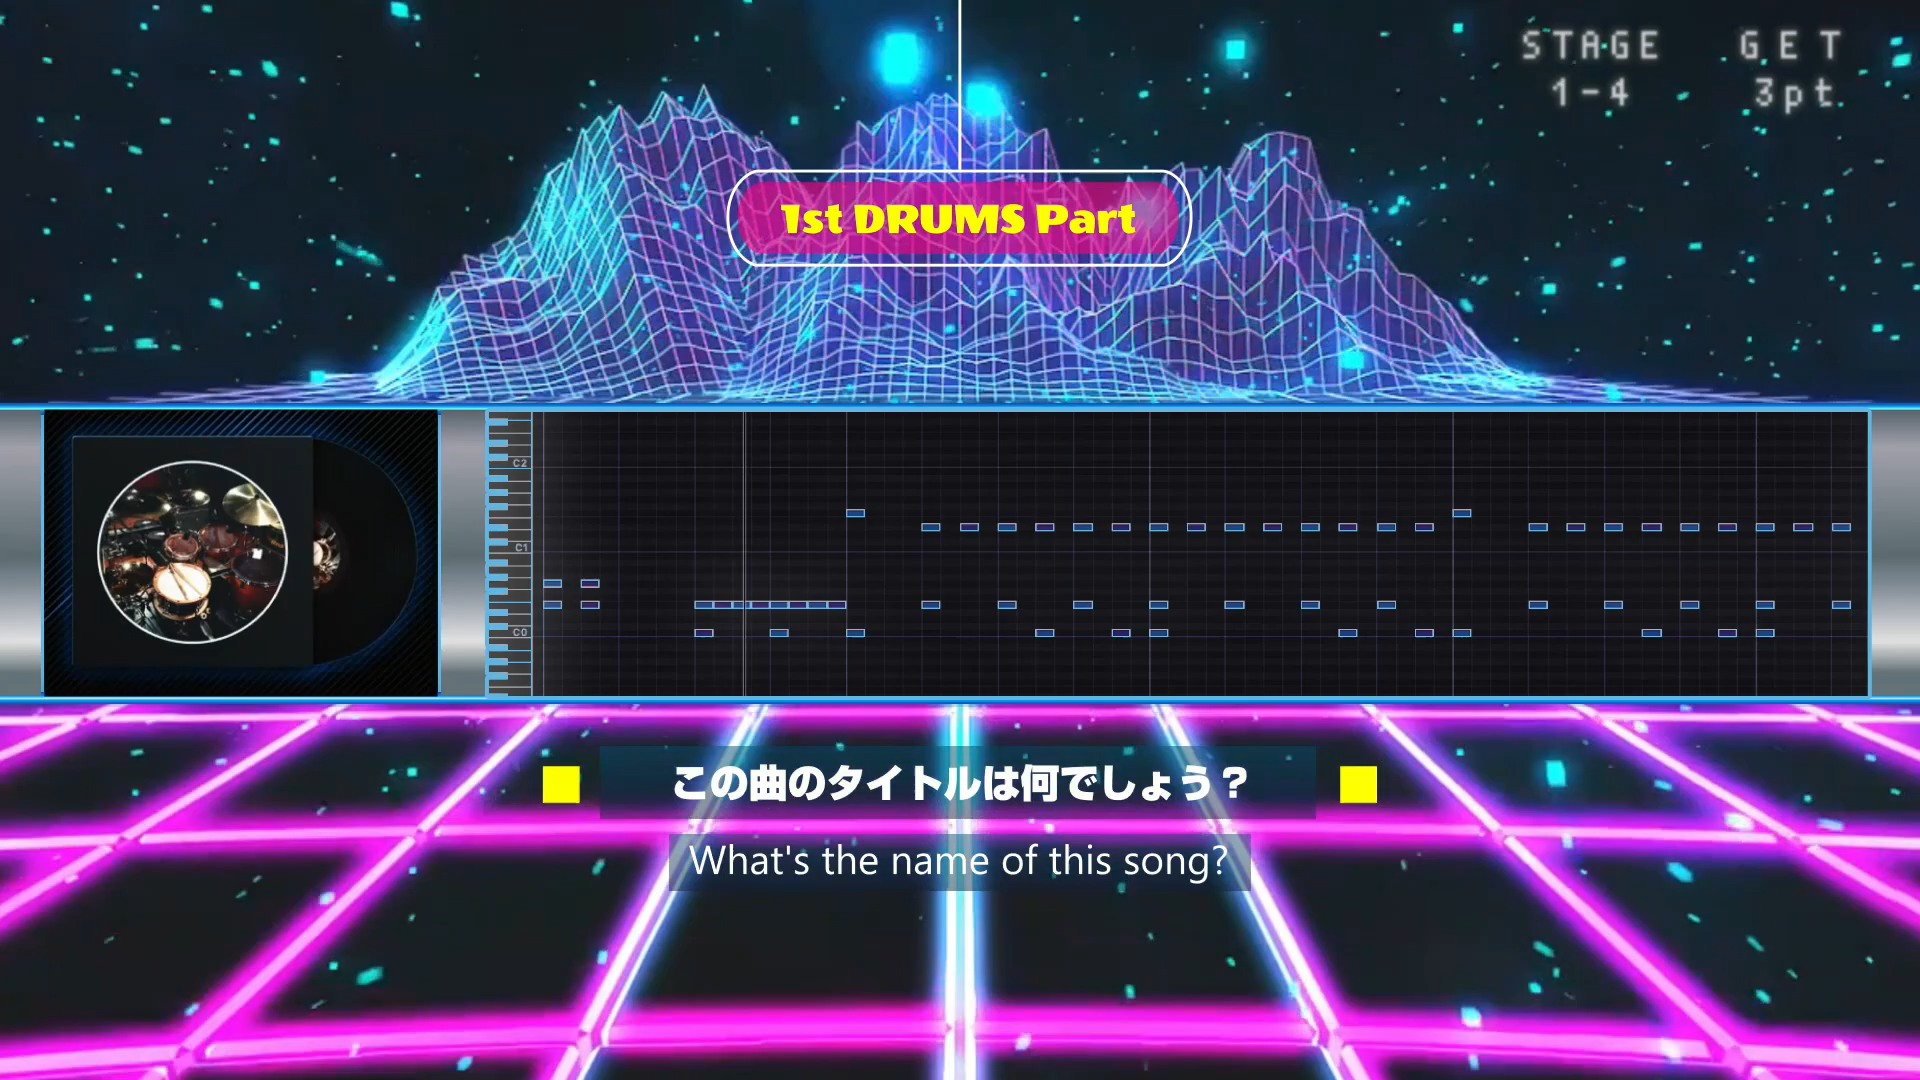 STAGE GET
1-4 3pt.
1st DRUMS Part
C2
C1
C0
この曲のタイトルは何でしょう？
What's the name of this song?